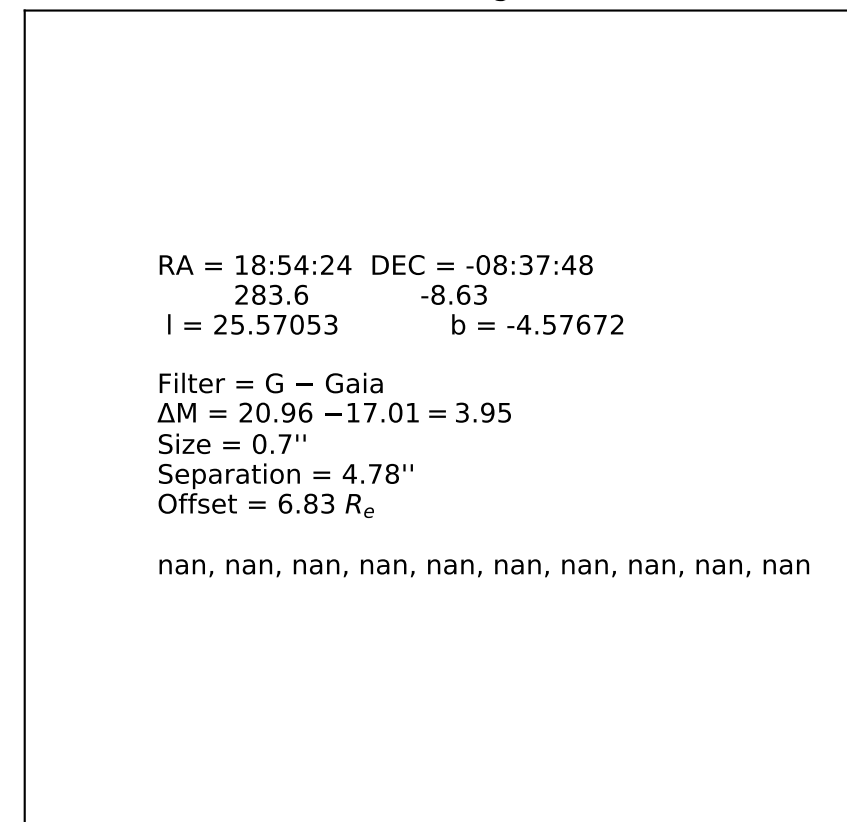 RA = 18:54:24 DEC = -08:37:48
283.6 -8.63
l = 25.57053 b = -4.57672
Filter = G − Gaia
ΔM = 20.96 −17.01 = 3.95
Size = 0.7''
Separation = 4.78''
Offset = 6.83 Rₑ
nan, nan, nan, nan, nan, nan, nan, nan, nan, nan